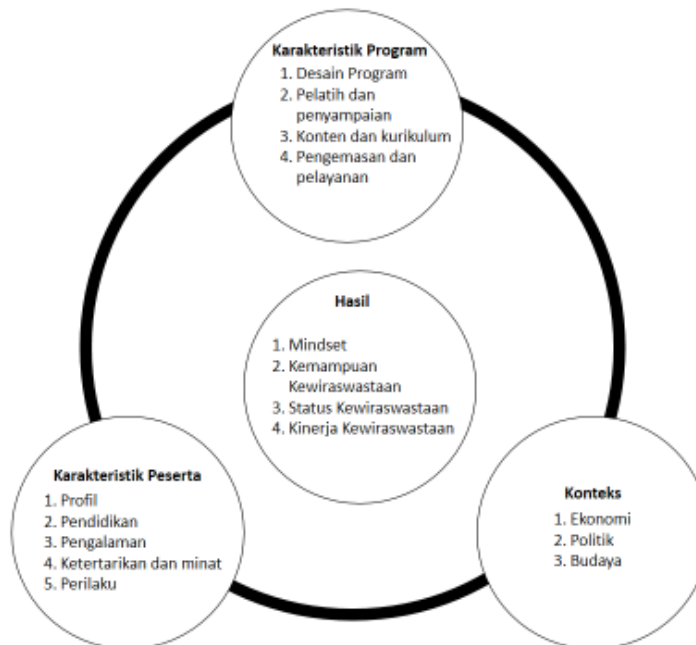 Karakteristik Program
1. Desain Program
2. Pelatih dan
penyampaian
3. Konten dan kurikulum
4. Pengemasan dan
pelayanan
Hasil
1. Mindset
2. Kemampuan
Kewiraswastaan
3. Status Kewiraswastaan
4. Kinerja Kewiraswastaan
Karakteristik Peserta
1. Profil
2. Pendidikan
3. Pengalaman
4. Ketertarikan dan minat
5. Perilaku
Konteks
1. Ekonomi
2. Politik
3. Budaya